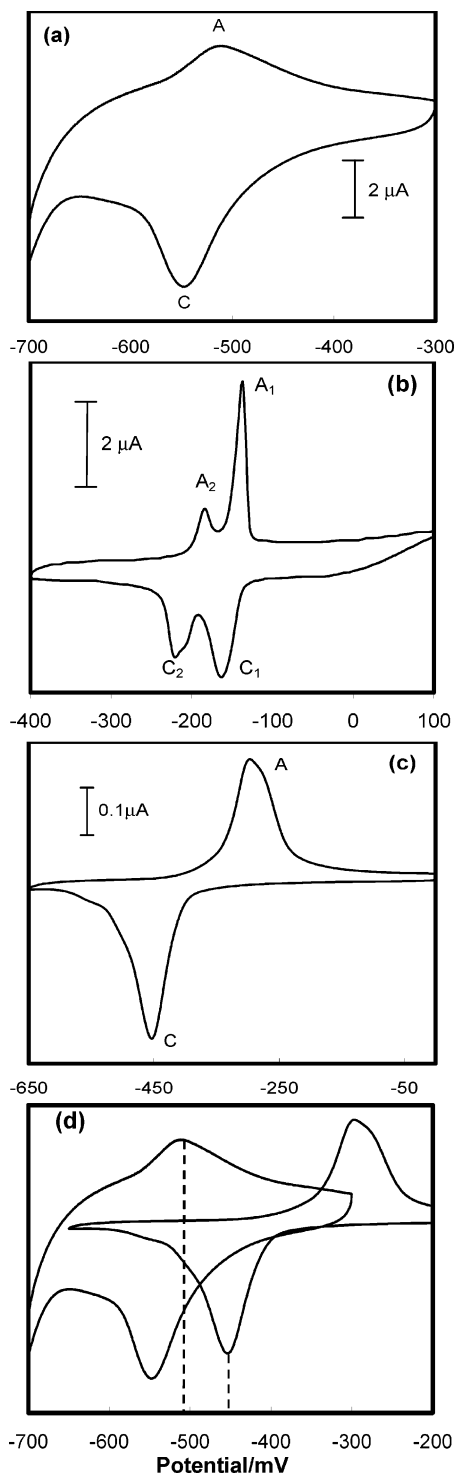 (a)
A
2 μA
C
-700 -600 -500 -400 -300
(b)
A₁
2 μA
A₂
C₂ C₁
-400 -300 -200 -100 0 100
(c)
A
0.1μA
C
-650 -450 -250 -50
(d)
-700 -600 -500 -400 -300 -200
Potential/mV